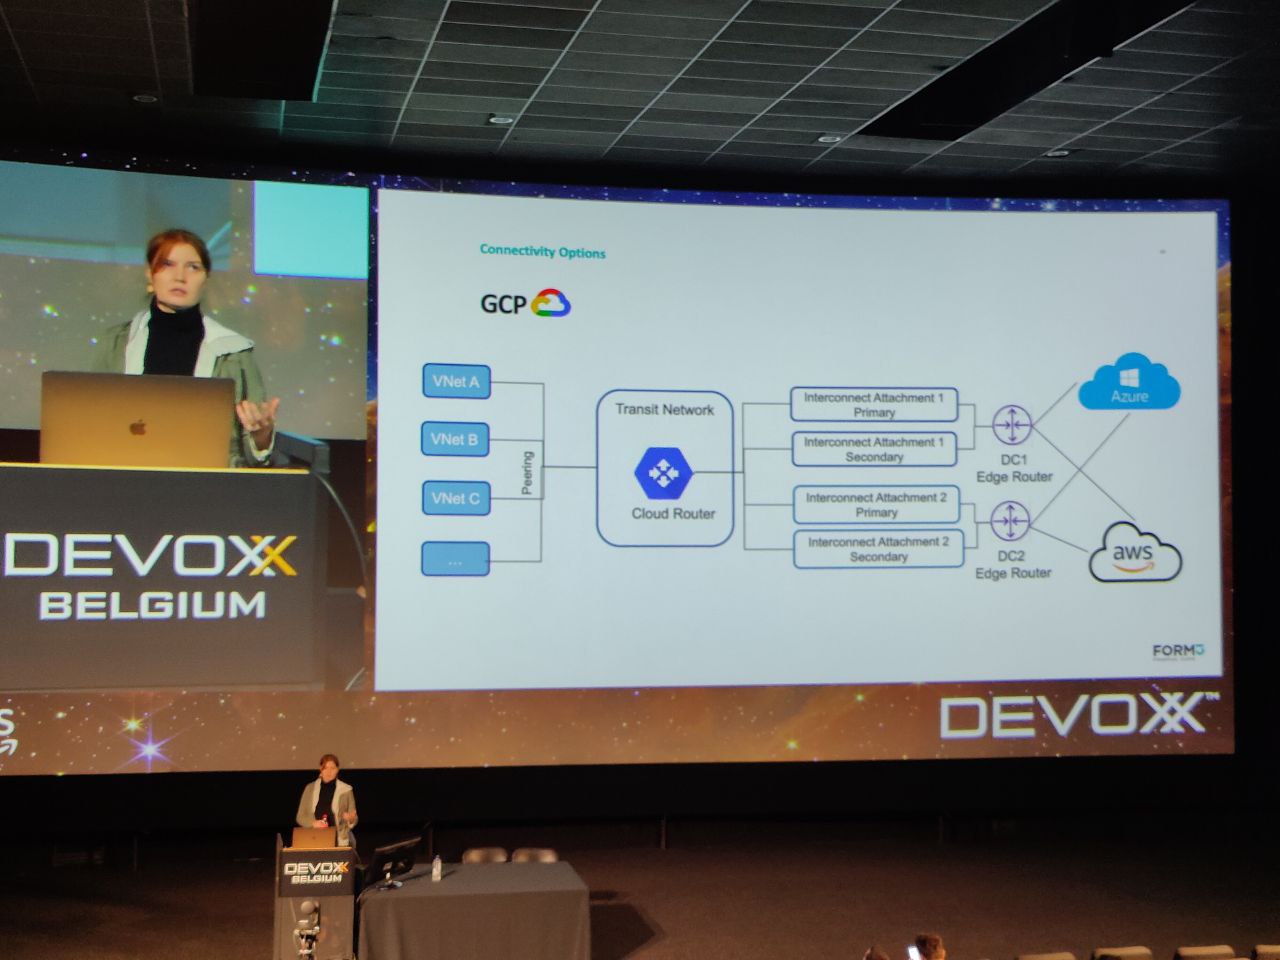 Connectivity Options
GCP
VNet A
VNet B
VNet C
...
Peering
Transit Network
Cloud Router
Interconnect Attachment 1
Primary
Interconnect Attachment 1
Secondary
Interconnect Attachment 2
Primary
Interconnect Attachment 2
Secondary
DC1
Edge Router
DC2
Edge Router
Azure
aws
FORM3
DEVOXX
BELGIUM
DEVOXX™
DEVOXX
BELGIUM